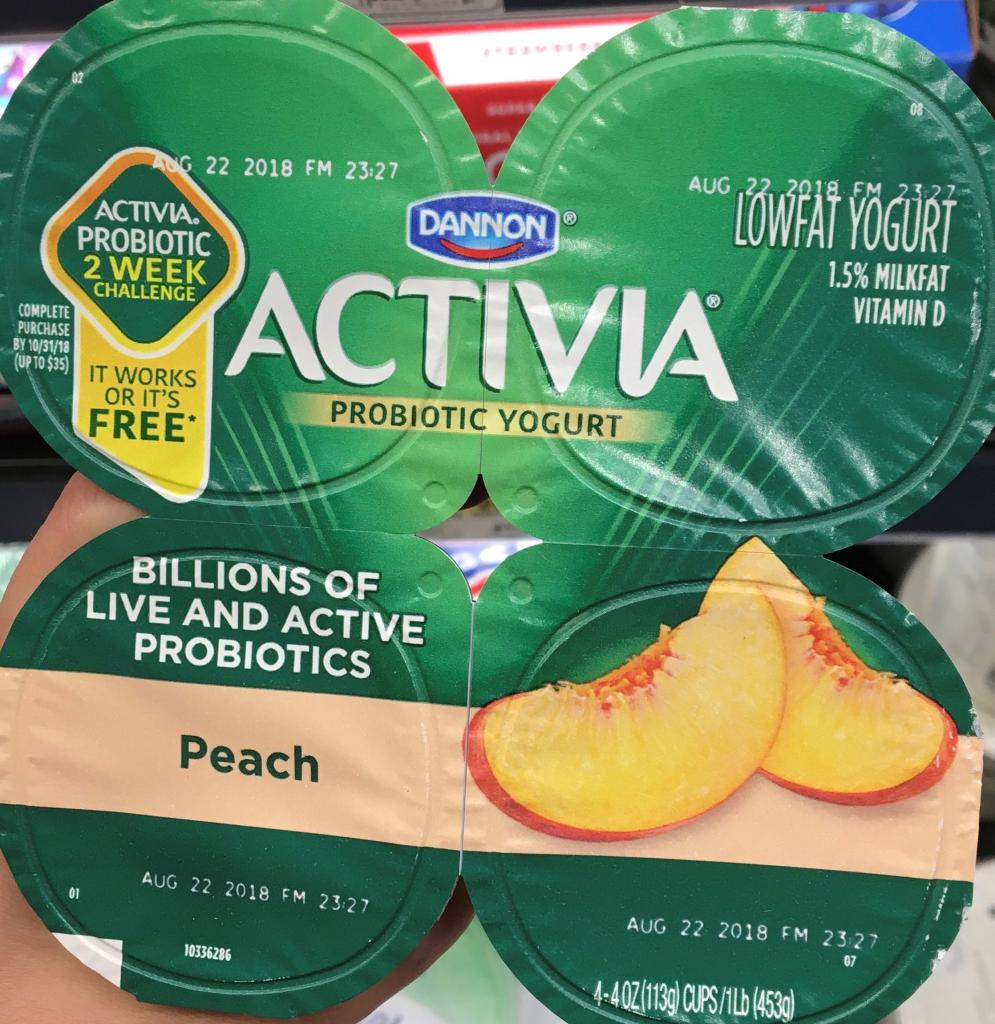 02
08
AUG 22 2018 FM 23:27
AUG 22 2018 FM 23:27
ACTIVIA®
PROBIOTIC
2 WEEK
CHALLENGE
COMPLETE
PURCHASE
BY 10/31/18
(UP TO $35)
IT WORKS
OR IT'S
FREE*
DANNON®
ACTIVIA®
PROBIOTIC YOGURT
LOWFAT YOGURT
1.5% MILKFAT
VITAMIN D
BILLIONS OF
LIVE AND ACTIVE
PROBIOTICS
Peach
AUG 22 2018 FM 23:27
01
10336286
AUG 22 2018 FM 23:27
07
4-4 OZ (113g) CUPS / 1 Lb (453g)